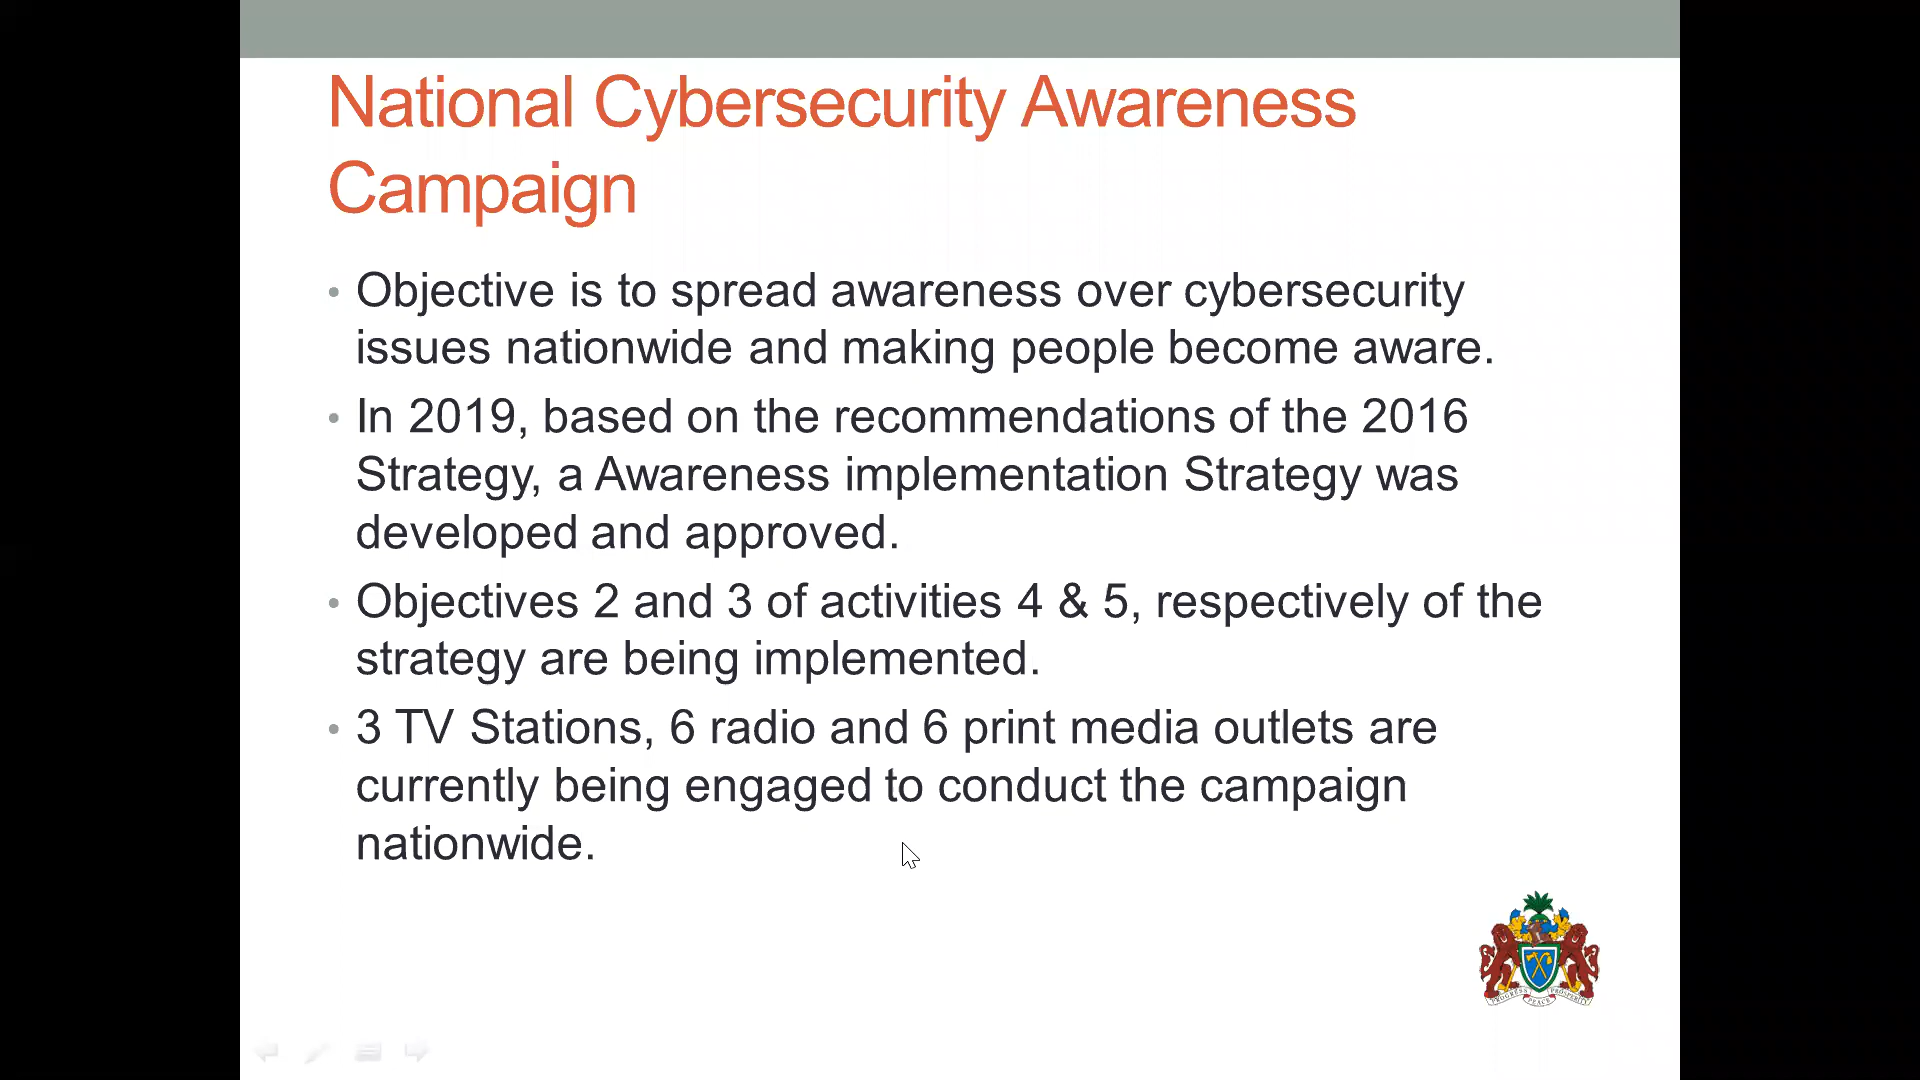 National Cybersecurity Awareness
Campaign
• Objective is to spread awareness over cybersecurity
issues nationwide and making people become aware.
• In 2019, based on the recommendations of the 2016
Strategy, a Awareness implementation Strategy was
developed and approved.
• Objectives 2 and 3 of activities 4 & 5, respectively of the
strategy are being implemented.
• 3 TV Stations, 6 radio and 6 print media outlets are
currently being engaged to conduct the campaign
nationwide.
PROGRESS PEACE PROSPERITY